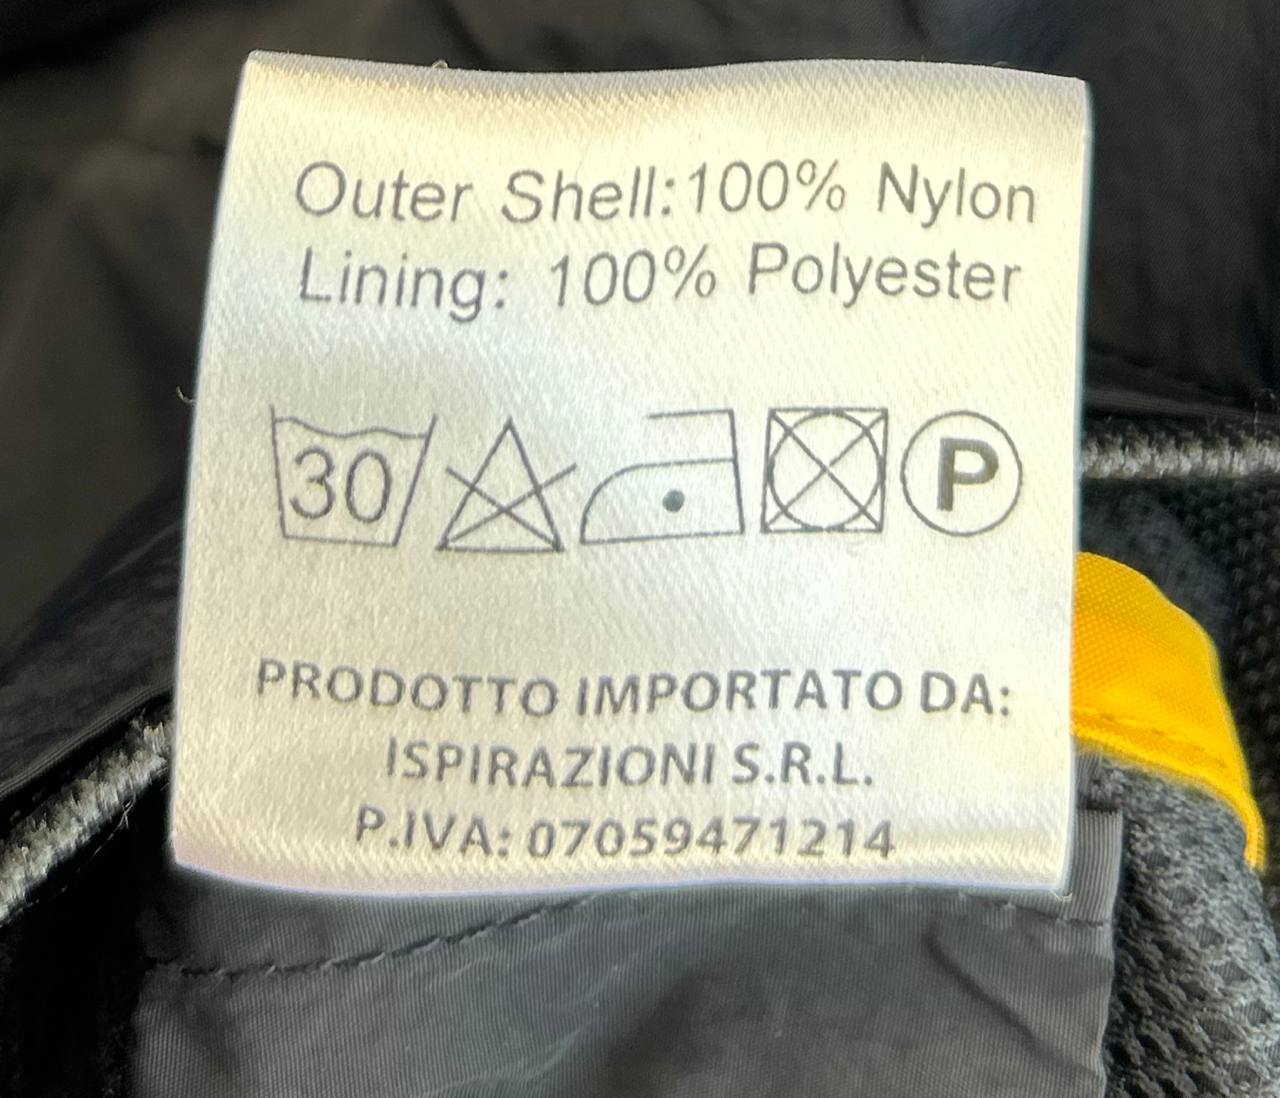 Outer Shell:100% Nylon
Lining: 100% Polyester
30 P
PRODOTTO IMPORTATO DA:
ISPIRAZIONI S.R.L.
P.IVA: 07059471214